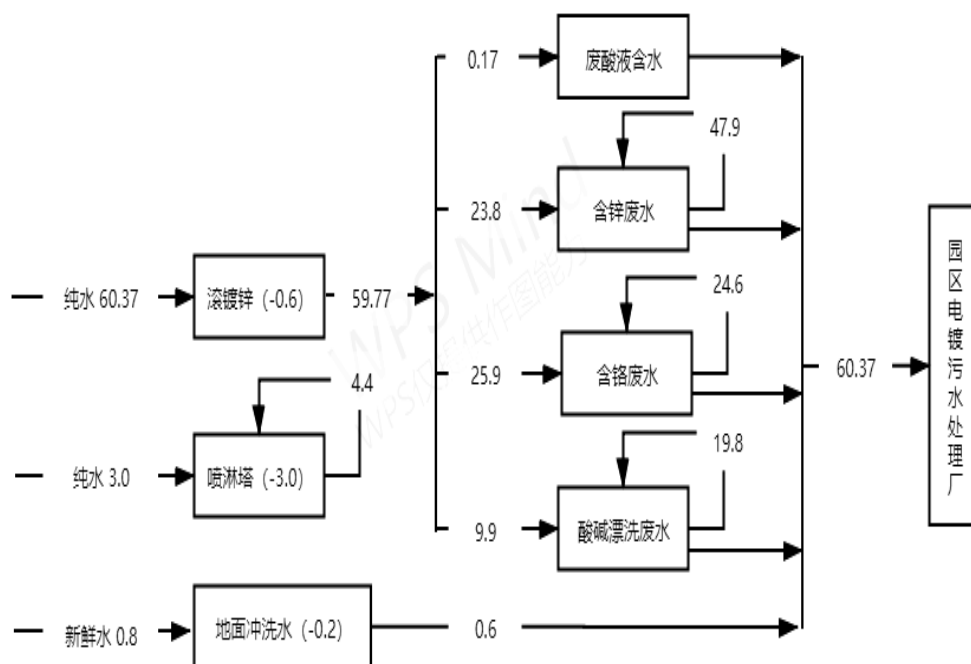 0.17
废酸液含水
47.9
23.8
含锌废水
纯水 60.37
滚镀锌（-0.6）
59.77
24.6
25.9
含铬废水
60.37
园区电镀污水处理厂
4.4
纯水 3.0
喷淋塔（-3.0）
19.8
9.9
酸碱漂洗废水
新鲜水 0.8
地面冲洗水（-0.2）
0.6
WPS Mind